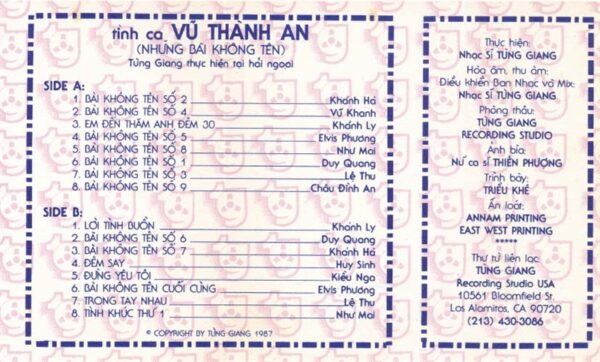 tình ca VŨ THÀNH AN
(NHỮNG BÀI KHÔNG TÊN)
Tùng Giang thực hiện tại hải ngoại
SIDE A:
1. BÀI KHÔNG TÊN SỐ 2 Khánh Hà
2. BÀI KHÔNG TÊN SỐ 4 Vũ Khanh
3. EM ĐẾN THĂM ANH ĐÊM 30 Khánh Ly
4. BÀI KHÔNG TÊN SỐ 5 Elvis Phương
5. BÀI KHÔNG TÊN SỐ 8 Như Mai
6. BÀI KHÔNG TÊN SỐ 1 Duy Quang
7. BÀI KHÔNG TÊN SỐ 3 Lệ Thu
8. BÀI KHÔNG TÊN SỐ 9 Châu Đình An
SIDE B:
1. LỜI TÌNH BUỒN Khánh Ly
2. BÀI KHÔNG TÊN SỐ 6 Duy Quang
3. BÀI KHÔNG TÊN SỐ 7 Khánh Hà
4. ĐÊM SAY Huy Sinh
5. ĐỪNG YÊU TÔI Kiều Nga
6. BÀI KHÔNG TÊN CUỐI CÙNG Elvis Phương
7. TRONG TAY NHAU Lệ Thu
8. TÌNH KHÚC THỨ 1 Như Mai
© COPYRIGHT BY TÙNG GIANG 1987
Thực hiện:
Nhạc Sĩ TÙNG GIANG
Hòa âm, thu âm:
Điều khiển Ban Nhạc và Mix:
Nhạc Sĩ TÙNG GIANG
Phòng thâu:
TÙNG GIANG
RECORDING STUDIO
Ảnh bìa:
Nữ ca sĩ THIÊN PHƯỢNG
Trình bày:
TRIỀU KHÊ
Ấn loát:
ANNAM PRINTING
EAST WEST PRINTING
*****
Thư từ liên lạc
TÙNG GIANG
Recording Studio USA
10561 Bloomfield St.
Los Alamitos, CA 90720
(213) 430-3086